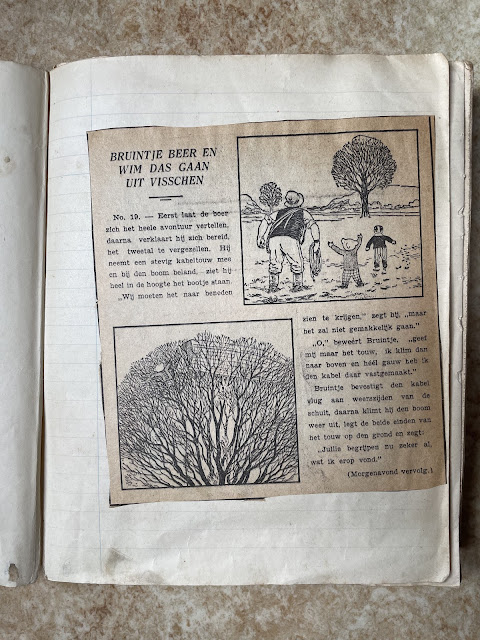 BRUINTJE BEER EN
WIM DAS GAAN
UIT VISSCHEN
No. 19. — Eerst laat de boer
zich het heele avontuur vertellen,
daarna verklaart hij zich bereid,
het tweetal te vergezellen. Hij
neemt een stevig kabeltouw mee
en bij den boom beland, ziet hij
heel in de hoogte het bootje staan.
„Wij moeten het naar beneden
zien te krijgen,” zegt hij, „maar
het zal niet gemakkelijk gaan.”
„O,” beweert Bruintje, „geef
mij maar het touw, ik klim dan
naar boven en héél gauw heb ik
den kabel daar vastgemaakt.”
Bruintje bevestigt den kabel
vlug aan weerszijden van de
schuit, daarna klimt hij den boom
weer uit, legt de beide einden van
het touw op den grond en zegt:
„Jullie begrijpen nu zeker al,
wat ik erop vond.”
(Morgenavond vervolg.)